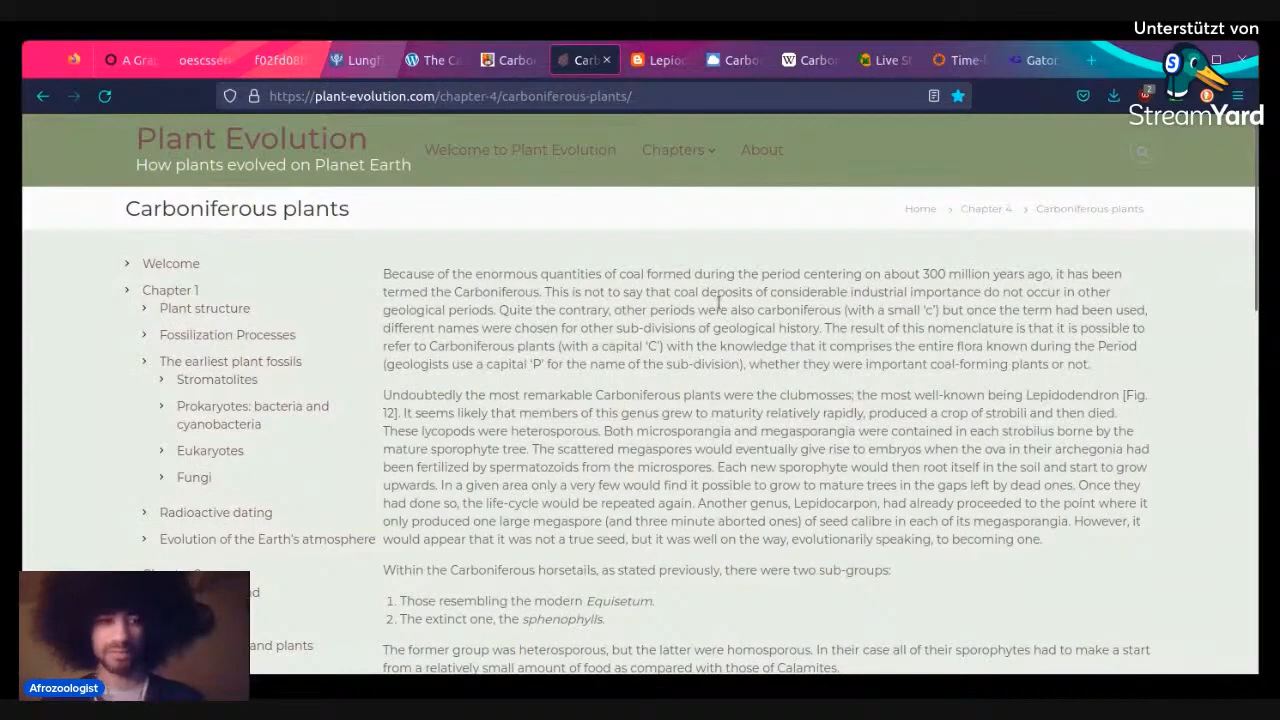 Unterstützt von
StreamYard
A Gra
oescsser
f02fd08b
Lungf
The C
Carbo
Carb
Lepio
Carbo
Carbo
Live S
Time-
Gator
https://plant-evolution.com/chapter-4/carboniferous-plants/
2
Plant Evolution
How plants evolved on Planet Earth
Welcome to Plant Evolution
Chapters
About
Carboniferous plants
Home > Chapter 4 > Carboniferous plants
Welcome
Chapter 1
Plant structure
Fossilization Processes
The earliest plant fossils
Stromatolites
Prokaryotes: bacteria and
cyanobacteria
Eukaryotes
Fungi
Radioactive dating
Evolution of the Earth's atmosphere
and plants
Because of the enormous quantities of coal formed during the period centering on about 300 million years ago, it has been
termed the Carboniferous. This is not to say that coal deposits of considerable industrial importance do not occur in other
geological periods. Quite the contrary, other periods were also carboniferous (with a small 'c') but once the term had been used,
different names were chosen for other sub-divisions of geological history. The result of this nomenclature is that it is possible to
refer to Carboniferous plants (with a capital 'C') with the knowledge that it comprises the entire flora known during the Period
(geologists use a capital 'P' for the name of the sub-division), whether they were important coal-forming plants or not.
Undoubtedly the most remarkable Carboniferous plants were the clubmosses; the most well-known being Lepidodendron [Fig.
12]. It seems likely that members of this genus grew to maturity relatively rapidly, produced a crop of strobili and then died.
These lycopods were heterosporous. Both microsporangia and megasporangia were contained in each strobilus borne by the
mature sporophyte tree. The scattered megaspores would eventually give rise to embryos when the ova in their archegonia had
been fertilized by spermatozoids from the microspores. Each new sporophyte would then root itself in the soil and start to grow
upwards. In a given area only a very few would find it possible to grow to mature trees in the gaps left by dead ones. Once they
had done so, the life-cycle would be repeated again. Another genus, Lepidocarpon, had already proceeded to the point where it
only produced one large megaspore (and three minute aborted ones) of seed calibre in each of its megasporangia. However, it
would appear that it was not a true seed, but it was well on the way, evolutionarily speaking, to becoming one.
Within the Carboniferous horsetails, as stated previously, there were two sub-groups:
1. Those resembling the modern Equisetum.
2. The extinct one, the sphenophylls.
The former group was heterosporous, but the latter were homosporous. In their case all of their sporophytes had to make a start
from a relatively small amount of food as compared with those of Calamites.
Afrozoologist